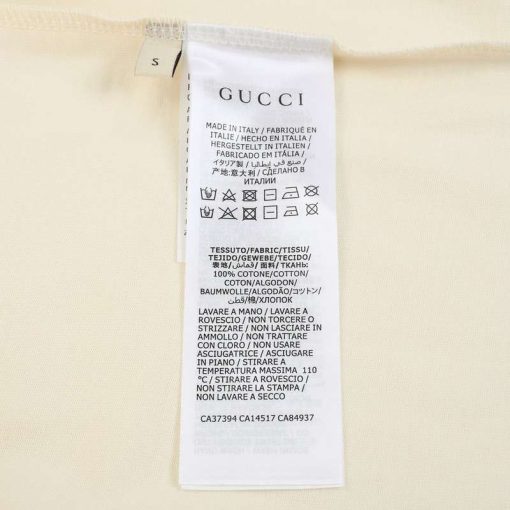 S
GUCCI
MADE IN ITALY / FABRIQUÉ EN
ITALIE / HECHO EN ITALIA /
HERGESTELLT IN ITALIEN /
FABRICADO EM ITÁLIA /
イタリア製 / صنع في إيطاليا /
产地:意大利 / СДЕЛАНО В
ИТАЛИИ
TESSUTO/FABRIC/TISSU/
TEJIDO/GEWEBE/TECIDO/
表地/قماش/面料/ТКАНЬ:
100% COTONE/COTTON/
COTON/ALGODON/
BAUMWOLLE/ALGODÃO/コットン/
قطن/棉/ХЛОПОК
LAVARE A MANO / LAVARE A
ROVESCIO / NON TORCERE O
STRIZZARE / NON LASCIARE IN
AMMOLLO / NON TRATTARE
CON CLORO / NON USARE
ASCIUGATRICE / ASCIUGARE
IN PIANO / STIRARE A
TEMPERATURA MASSIMA 110
°C / STIRARE A ROVESCIO /
NON STIRARE LA STAMPA /
NON LAVARE A SECCO
CA37394 CA14517 CA84937